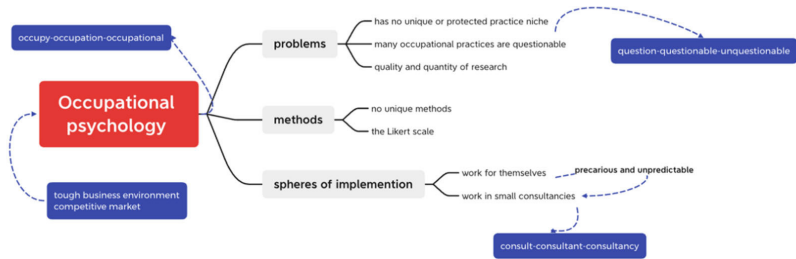 occupy-occupation-occupational
Occupational
psychology
tough business environment
competitive market
problems
has no unique or protected practice niche
many occupational practices are questionable
quality and quantity of research
question-questionable-unquestionable
methods
no unique methods
the Likert scale
spheres of implemention
work for themselves
precarious and unpredictable
work in small consultancies
consult-consultant-consultancy